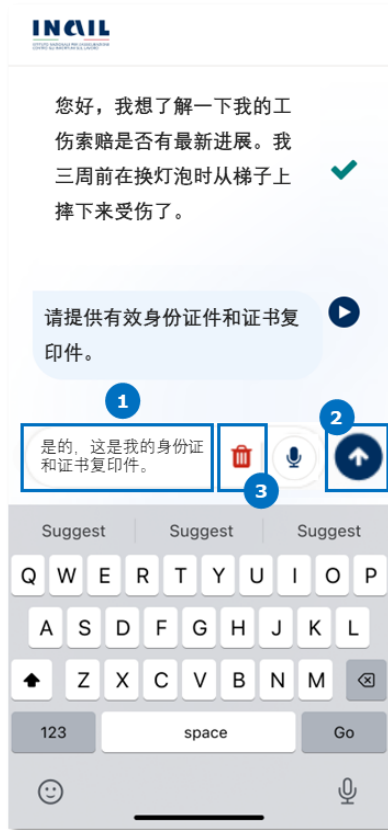 INAIL
您好，我想了解一下我的工
伤索赔是否有最新进展。我
三周前在换灯泡时从梯子上
摔下来受伤了。
请提供有效身份证件和证书复
印件。
1
2
是的，这是我的身份证
和证书复印件。
3
Suggest Suggest Suggest
Q W E R T Y U I O P
A S D F G H J K L
Z X C V B N M
123 space Go